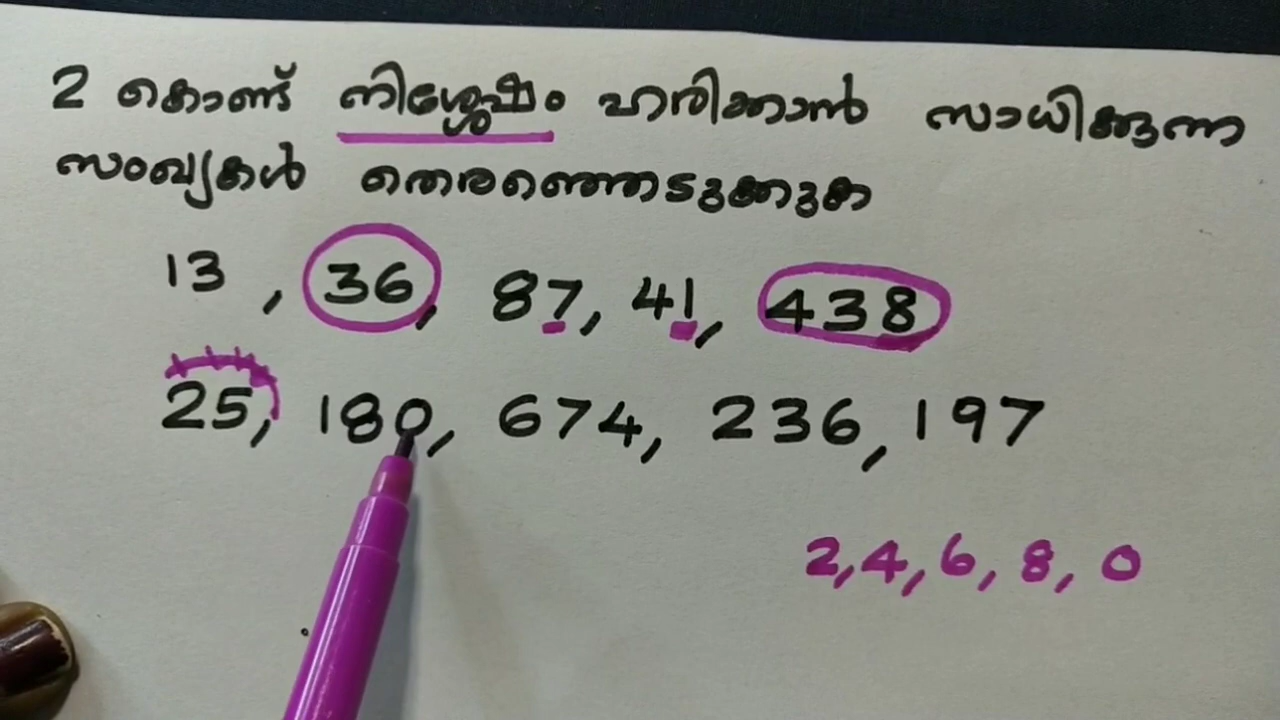 2 കൊണ്ട് നിശ്ശേഷം ഹരിക്കാൻ സാധിക്കുന്ന
സംഖ്യകൾ തെരഞ്ഞെടുക്കുക
13, 36, 87, 41, 438
25, 180, 674, 236, 197
2, 4, 6, 8, 0